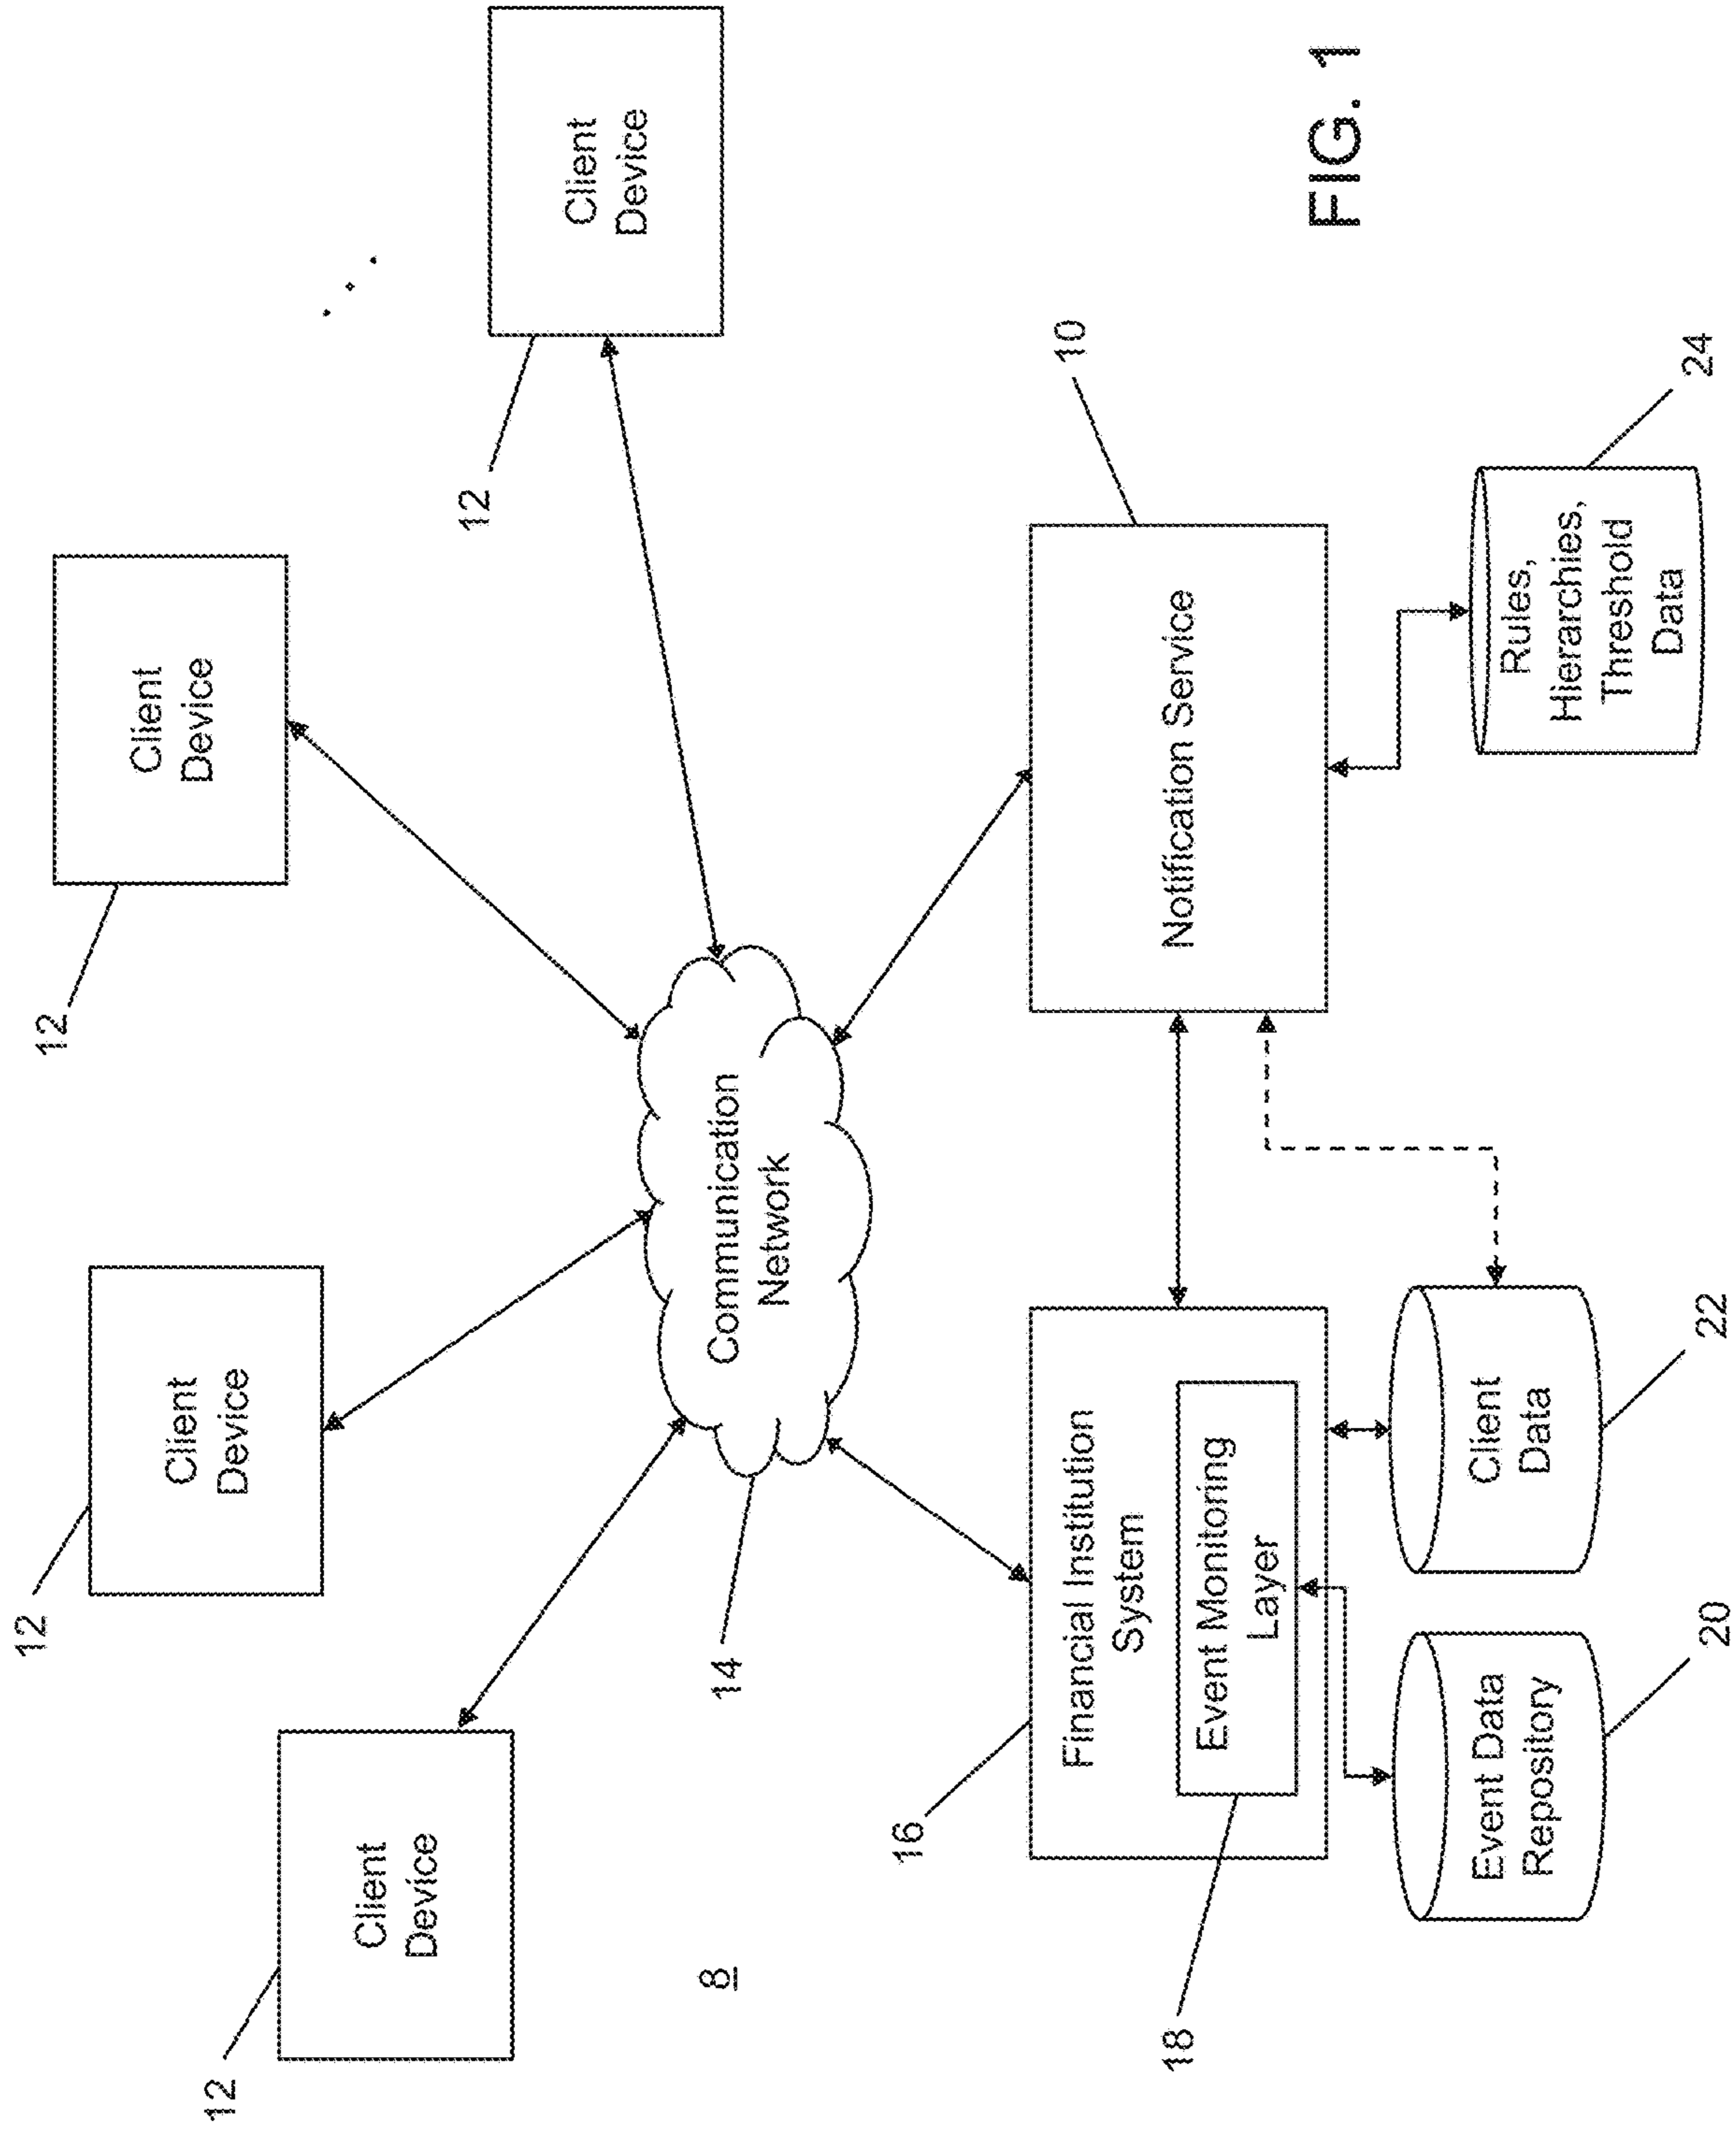 12
Client
Device
12
Client
Device
12
Client
Device
12
Client
Device
8
14
Communication
Network
16
Financial Institution
System
18
Event Monitoring
Layer
Notification Service
10
Event Data
Repository
20
Client
Data
22
Rules,
Hierarchies,
Threshold
Data
24
FIG. 1